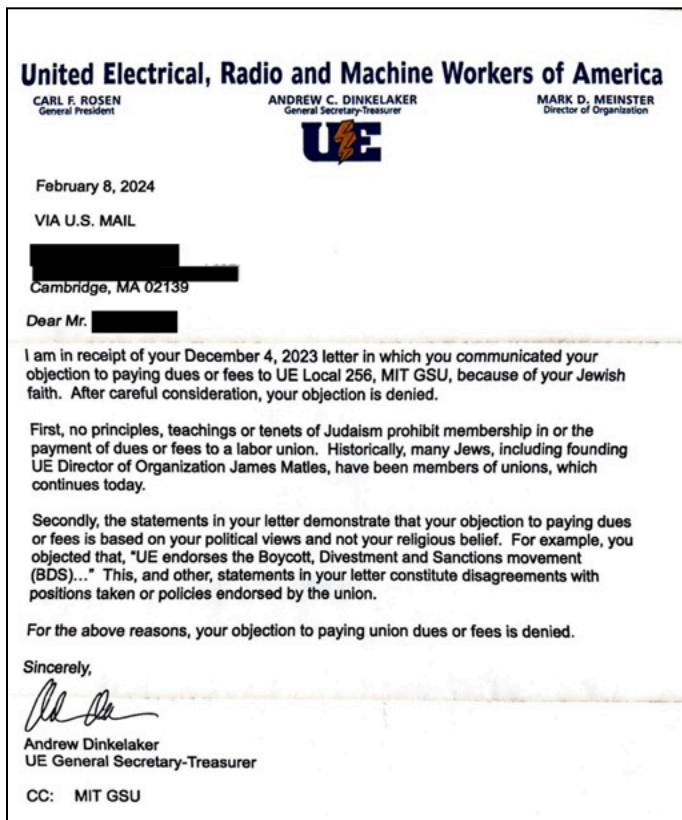 United Electrical, Radio and Machine Workers of America
CARL F. ROSEN ANDREW C. DINKELAKER MARK D. MEINSTER
General President General Secretary-Treasurer Director of Organization
UE
February 8, 2024
VIA U.S. MAIL
Cambridge, MA 02139
Dear Mr.
I am in receipt of your December 4, 2023 letter in which you communicated your
objection to paying dues or fees to UE Local 256, MIT GSU, because of your Jewish
faith. After careful consideration, your objection is denied.
First, no principles, teachings or tenets of Judaism prohibit membership in or the
payment of dues or fees to a labor union. Historically, many Jews, including founding
UE Director of Organization James Matles, have been members of unions, which
continues today.
Secondly, the statements in your letter demonstrate that your objection to paying dues
or fees is based on your political views and not your religious belief. For example, you
objected that, "UE endorses the Boycott, Divestment and Sanctions movement
(BDS)..." This, and other, statements in your letter constitute disagreements with
positions taken or policies endorsed by the union.
For the above reasons, your objection to paying union dues or fees is denied.
Sincerely,
Andrew Dinkelaker
UE General Secretary-Treasurer
CC: MIT GSU